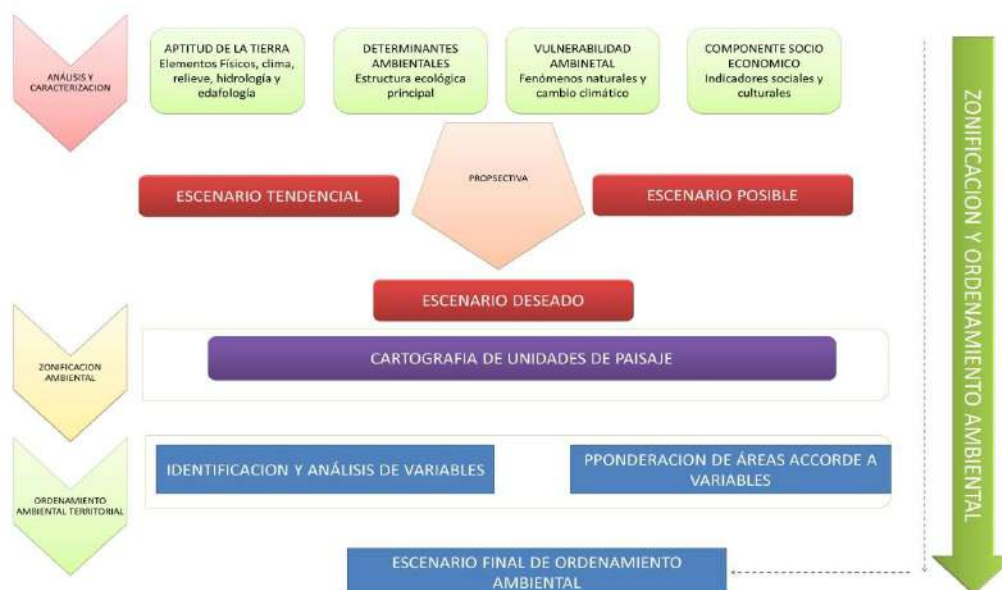 ANÁLISIS Y
CARACTERIZACION
APTITUD DE LA TIERRA
Elementos Físicos, clima,
relieve, hidrología y
edafología
DETERMINANTES
AMBIENTALES
Estructura ecológica
principal
VULNERABILIDAD
AMBINETAL
Fenómenos naturales y
cambio climático
COMPONENTE SOCIO
ECONOMICO
Indicadores sociales y
culturales
PROPSECTIVA
ESCENARIO TENDENCIAL
ESCENARIO POSIBLE
ESCENARIO DESEADO
ZONIFICACION
AMBIENTAL
CARTOGRAFIA DE UNIDADES DE PAISAJE
ORDENAMIENTO
AMBIENTAL TERRITORIAL
IDENTIFICACION Y ANÁLISIS DE VARIABLES
PPONDERACION DE ÁREAS ACCORDE A
VARIABLES
ESCENARIO FINAL DE ORDENAMIENTO
AMBIENTAL
ZONIFICACION Y ORDENAMIENTO AMBIENTAL